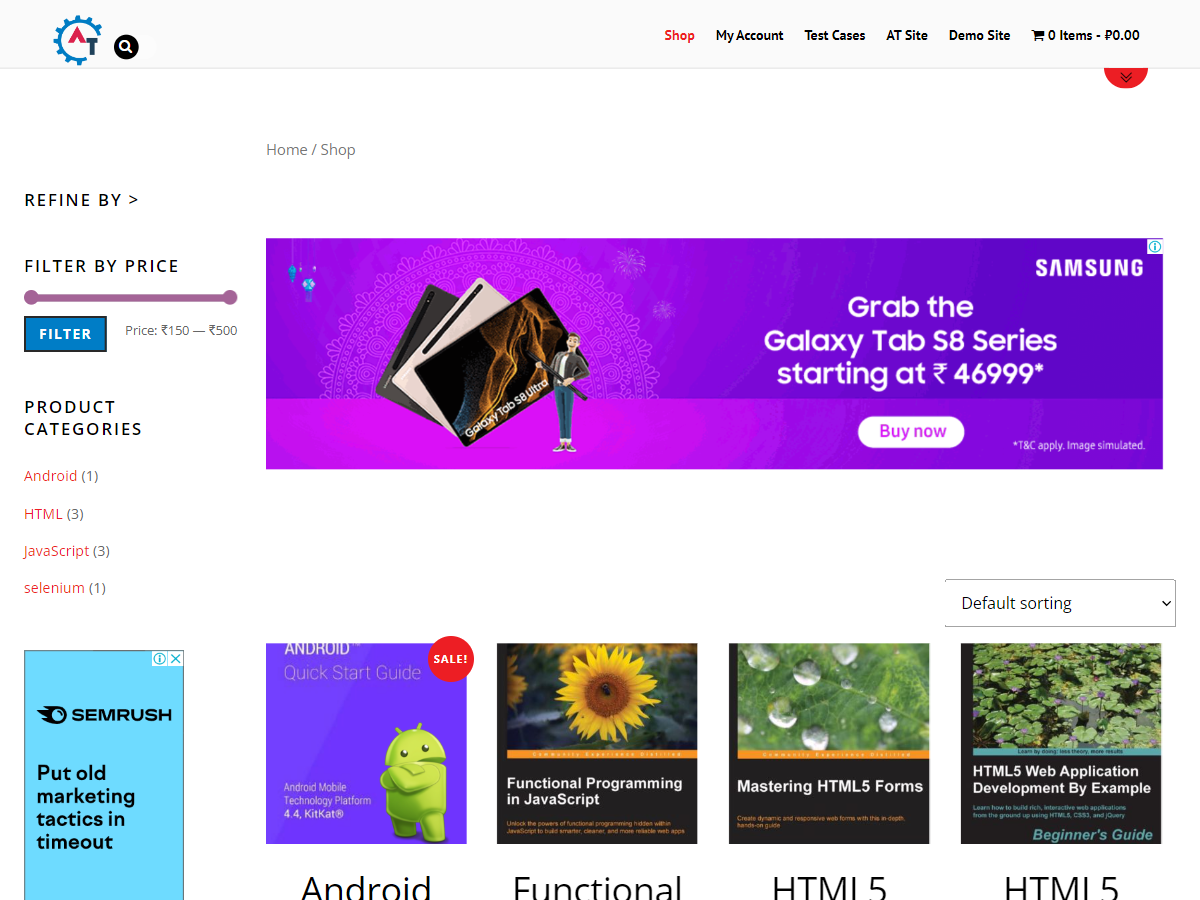 AT
Shop
My Account
Test Cases
AT Site
Demo Site
0 Items - ₽0.00
Home / Shop
REFINE BY >
FILTER BY PRICE
FILTER
Price: ₹150 — ₹500
PRODUCT
CATEGORIES
Android (1)
HTML (3)
JavaScript (3)
selenium (1)
SAMSUNG
Grab the
Galaxy Tab S8 Series
starting at ₹ 46999*
Buy now
*T&C apply. Image simulated.
Galaxy Tab S8 Ultra
Default sorting
SEMRUSH
Put old
marketing
tactics in
timeout
ANDROID™
Quick Start Guide
SALE!
Android Mobile
Technology Platform
4.4, KitKat®
Community Experience Distilled
Functional Programming
in JavaScript
Unlock the powers of functional programming hidden within
JavaScript to build smarter, cleaner, and more reliable web apps
Community Experience Distilled
Mastering HTML5 Forms
Create dynamic and responsive web forms with this in-depth,
hands-on guide
Learn by doing: less theory, more results
HTML5 Web Application
Development By Example
Learn how to build rich, interactive web applications
from the ground up using HTML5, CSS3, and jQuery
Beginner's Guide
Android
Functional
HTML5
HTML5